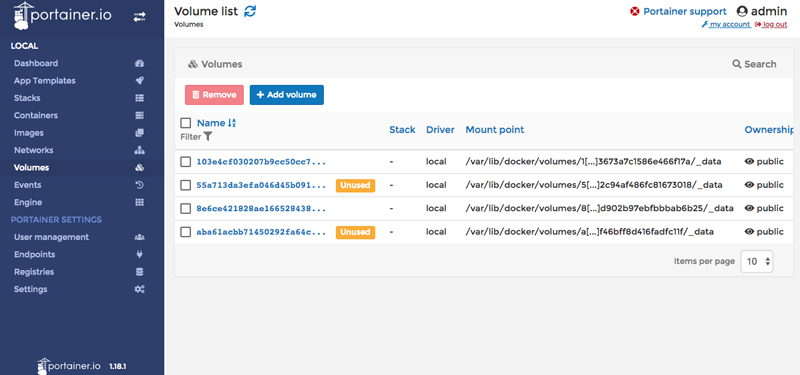 portainer.io
LOCAL
Dashboard
App Templates
Stacks
Containers
Images
Networks
Volumes
Events
Engine
PORTAINER SETTINGS
User management
Endpoints
Registries
Settings
portainer.io 1.18.1
Volume list
Volumes
Portainer support admin
my account log out
Volumes Search
Remove + Add volume
Name Stack Driver Mount point Ownership
Filter
103e4cf030207b9cc50cc7... - local /var/lib/docker/volumes/1[...]3673a7c1586e466f17a/_data public
55a713da3efa046d45b091... Unused - local /var/lib/docker/volumes/5[...]2c94af486fc81673018/_data public
8e6ce421828ae166528438... - local /var/lib/docker/volumes/8[...]d902b97ebfbbbab6b25/_data public
aba61acbb71450292fa64c... Unused - local /var/lib/docker/volumes/a[...]f46bff8d416fadfc11f/_data public
Items per page 10